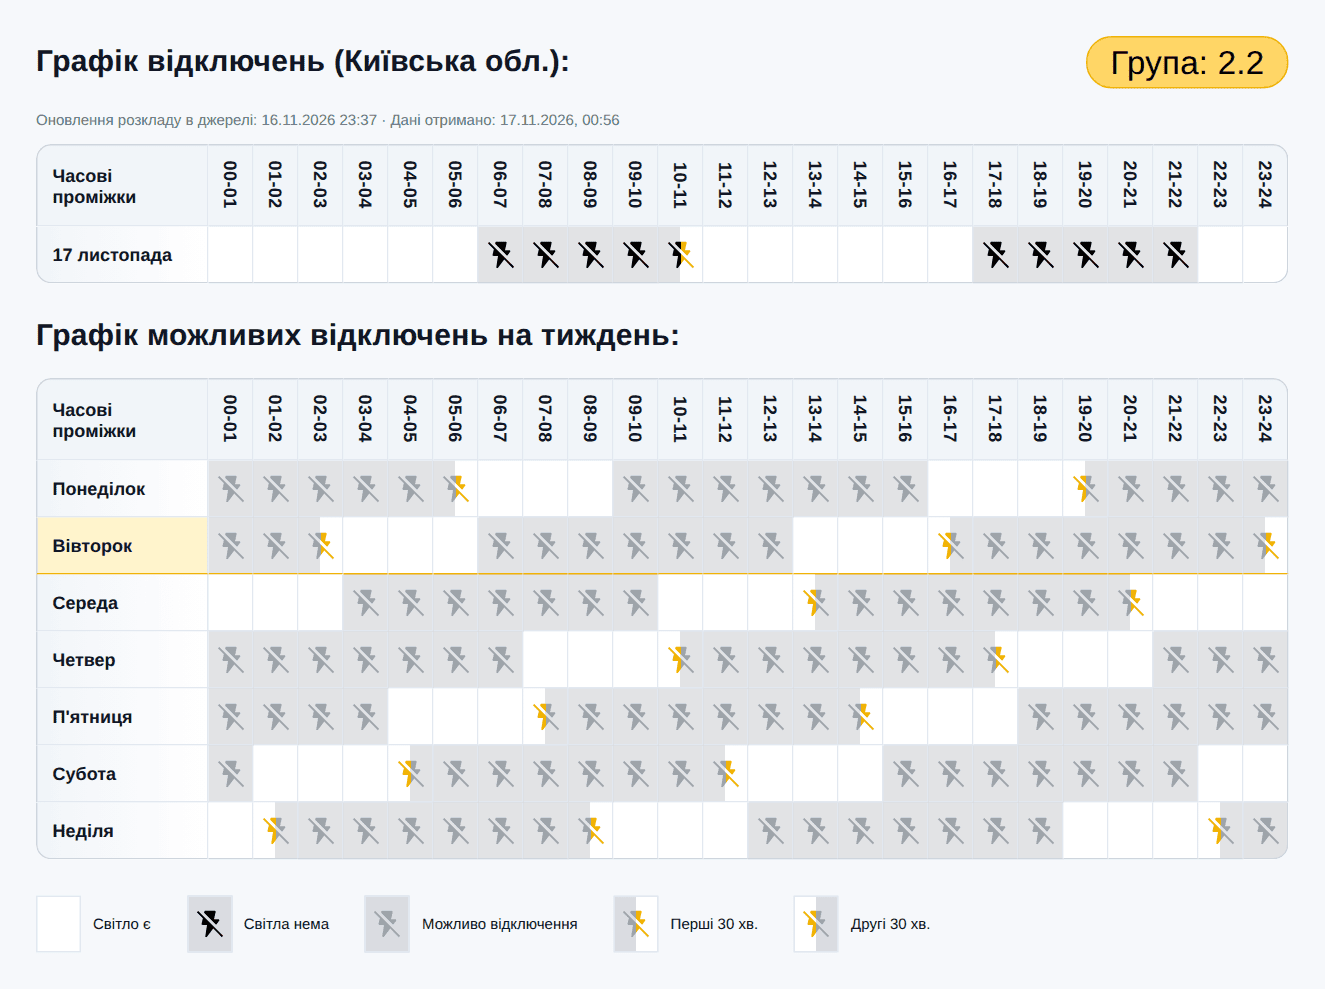 Графік відключень (Київська обл.):
Група: 2.2
Оновлення розкладу в джерелі: 16.11.2026 23:37 · Дані отримано: 17.11.2026, 00:56
Часові
проміжки
00-01
01-02
02-03
03-04
04-05
05-06
06-07
07-08
08-09
09-10
10-11
11-12
12-13
13-14
14-15
15-16
16-17
17-18
18-19
19-20
20-21
21-22
22-23
23-24
17 листопада
Графік можливих відключень на тиждень:
Часові
проміжки
00-01
01-02
02-03
03-04
04-05
05-06
06-07
07-08
08-09
09-10
10-11
11-12
12-13
13-14
14-15
15-16
16-17
17-18
18-19
19-20
20-21
21-22
22-23
23-24
Понеділок
Вівторок
Середа
Четвер
П'ятниця
Субота
Неділя
Світло є
Світла нема
Можливо відключення
Перші 30 хв.
Другі 30 хв.